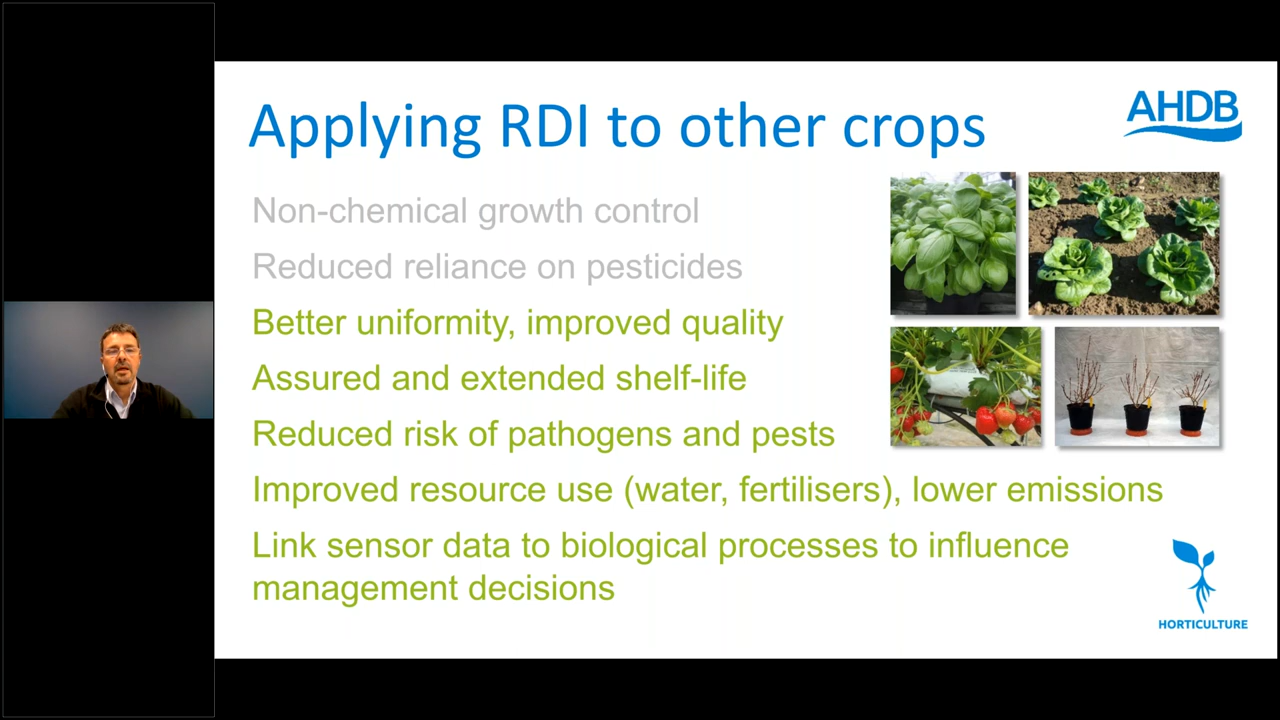 Applying RDI to other crops
AHDB
Non-chemical growth control
Reduced reliance on pesticides
Better uniformity, improved quality
Assured and extended shelf-life
Reduced risk of pathogens and pests
Improved resource use (water, fertilisers), lower emissions
Link sensor data to biological processes to influence
management decisions
HORTICULTURE